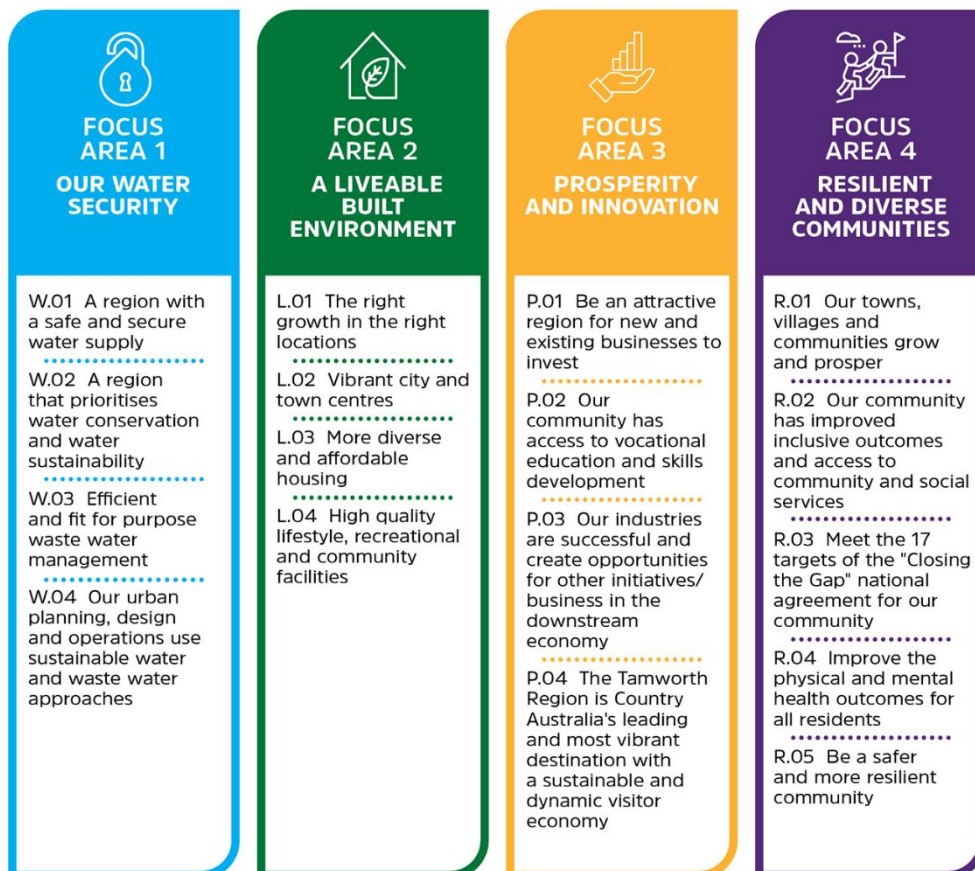 FOCUS
AREA 1
OUR WATER
SECURITY
W.01 A region with
a safe and secure
water supply
W.02 A region
that prioritises
water conservation
and water
sustainability
W.03 Efficient
and fit for purpose
waste water
management
W.04 Our urban
planning, design
and operations use
sustainable water
and waste water
approaches
FOCUS
AREA 2
A LIVEABLE
BUILT
ENVIRONMENT
L.01 The right
growth in the right
locations
L.02 Vibrant city and
town centres
L.03 More diverse
and affordable
housing
L.04 High quality
lifestyle, recreational
and community
facilities
FOCUS
AREA 3
PROSPERITY
AND INNOVATION
P.01 Be an attractive
region for new and
existing businesses to
invest
P.02 Our
community has
access to vocational
education and skills
development
P.03 Our industries
are successful and
create opportunities
for other initiatives/
business in the
downstream
economy
P.04 The Tamworth
Region is Country
Australia's leading
and most vibrant
destination with
a sustainable and
dynamic visitor
economy
FOCUS
AREA 4
RESILIENT
AND DIVERSE
COMMUNITIES
R.01 Our towns,
villages and
communities grow
and prosper
R.02 Our community
has improved
inclusive outcomes
and access to
community and social
services
R.03 Meet the 17
targets of the "Closing
the Gap" national
agreement for our
community
R.04 Improve the
physical and mental
health outcomes for
all residents
R.05 Be a safer
and more resilient
community